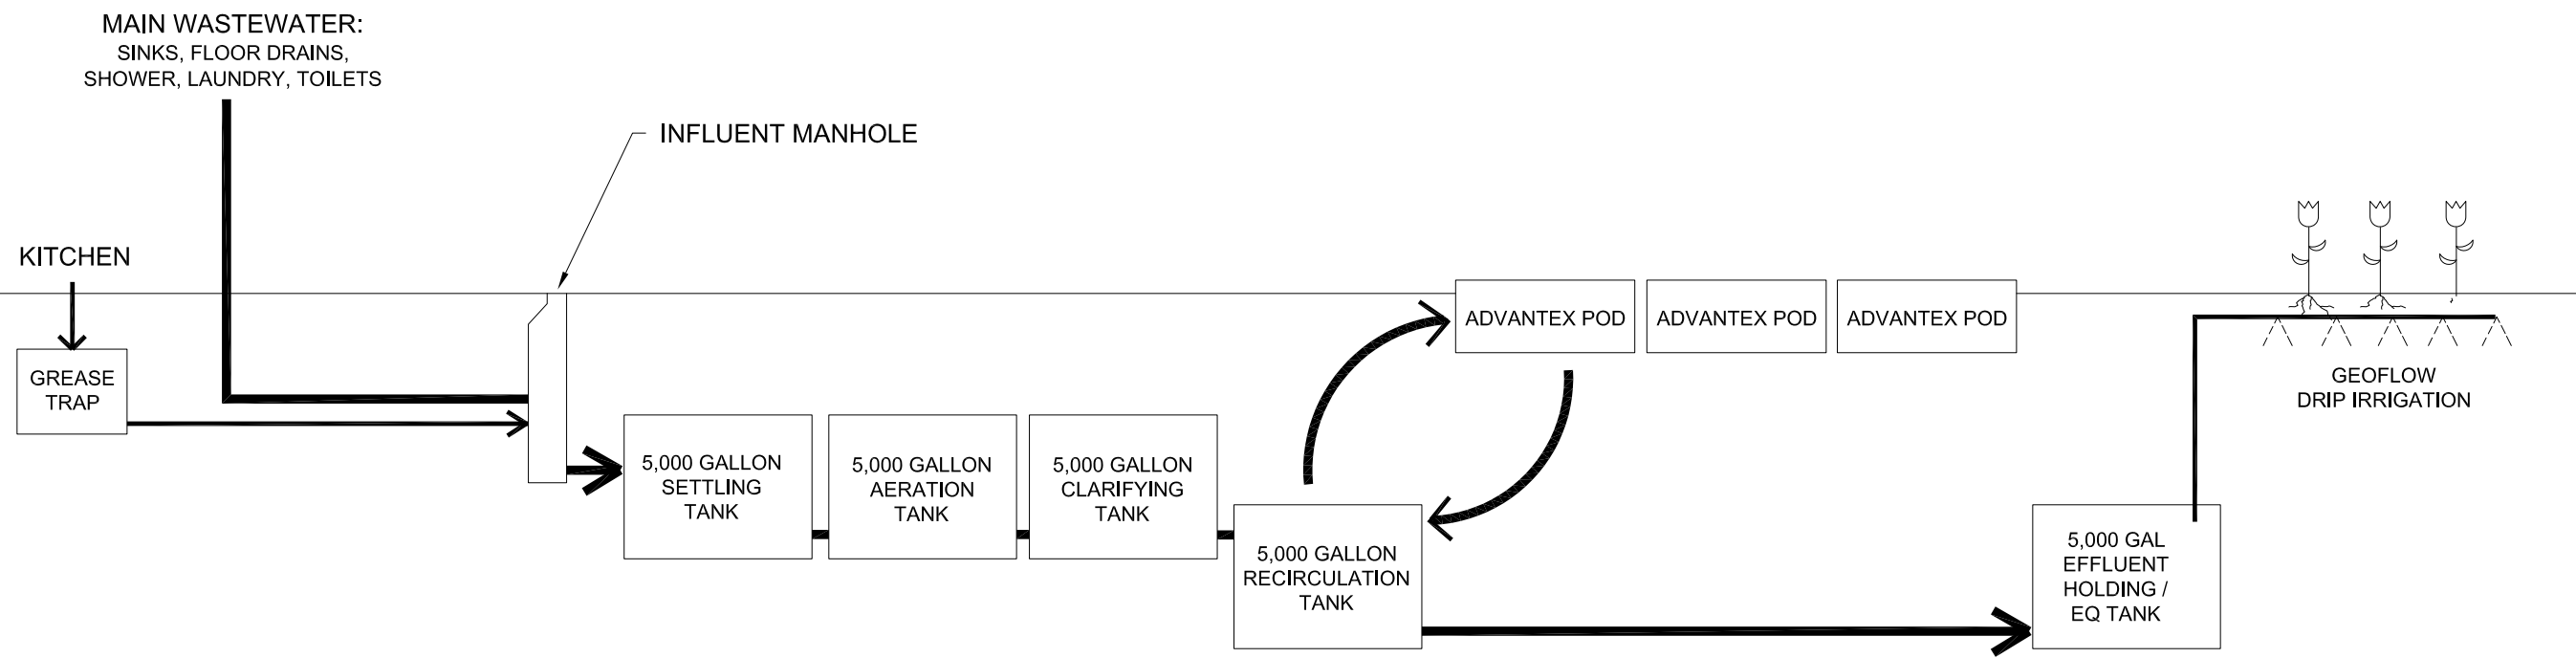 MAIN WASTEWATER:
SINKS, FLOOR DRAINS,
SHOWER, LAUNDRY, TOILETS
INFLUENT MANHOLE
KITCHEN
GREASE
TRAP
5,000 GALLON
SETTLING
TANK
5,000 GALLON
AERATION
TANK
5,000 GALLON
CLARIFYING
TANK
5,000 GALLON
RECIRCULATION
TANK
ADVANTEX POD
ADVANTEX POD
ADVANTEX POD
5,000 GAL
EFFLUENT
HOLDING /
EQ TANK
GEOFLOW
DRIP IRRIGATION